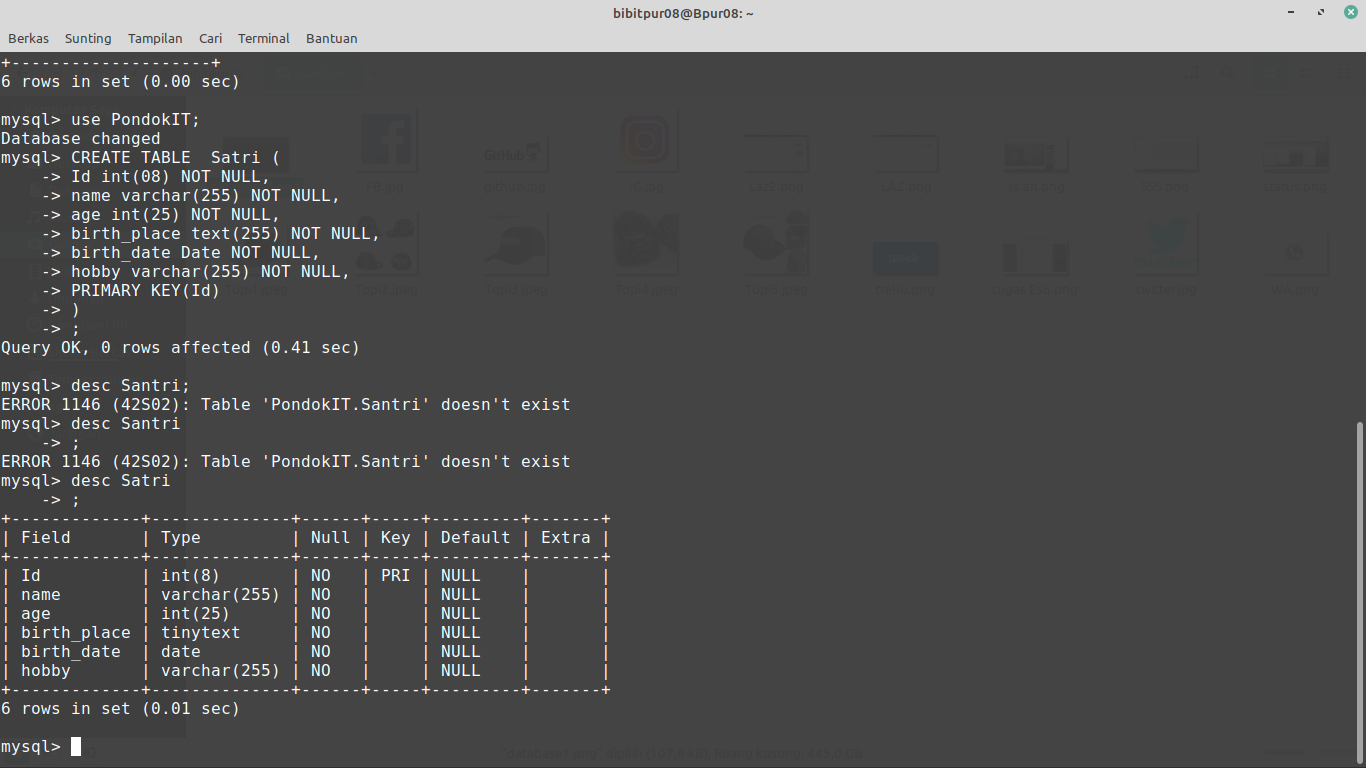 bibitpur08@Bpur08: ~
Berkas Sunting Tampilan Cari Terminal Bantuan
+--------------------+
6 rows in set (0.00 sec)
mysql> use PondokIT;
Database changed
mysql> CREATE TABLE  Satri (
    -> Id int(08) NOT NULL,
    -> name varchar(255) NOT NULL,
    -> age int(25) NOT NULL,
    -> birth_place text(255) NOT NULL,
    -> birth_date Date NOT NULL,
    -> hobby varchar(255) NOT NULL,
    -> PRIMARY KEY(Id)
    -> )
    -> ;
Query OK, 0 rows affected (0.41 sec)
mysql> desc Santri;
ERROR 1146 (42S02): Table 'PondokIT.Santri' doesn't exist
mysql> desc Santri
    -> ;
ERROR 1146 (42S02): Table 'PondokIT.Santri' doesn't exist
mysql> desc Satri
    -> ;
+-------------+--------------+------+-----+---------+-------+
| Field       | Type         | Null | Key | Default | Extra |
+-------------+--------------+------+-----+---------+-------+
| Id          | int(8)       | NO   | PRI | NULL    |       |
| name        | varchar(255) | NO   |     | NULL    |       |
| age         | int(25)      | NO   |     | NULL    |       |
| birth_place | tinytext     | NO   |     | NULL    |       |
| birth_date  | date         | NO   |     | NULL    |       |
| hobby       | varchar(255) | NO   |     | NULL    |       |
+-------------+--------------+------+-----+---------+-------+
6 rows in set (0.01 sec)
mysql>